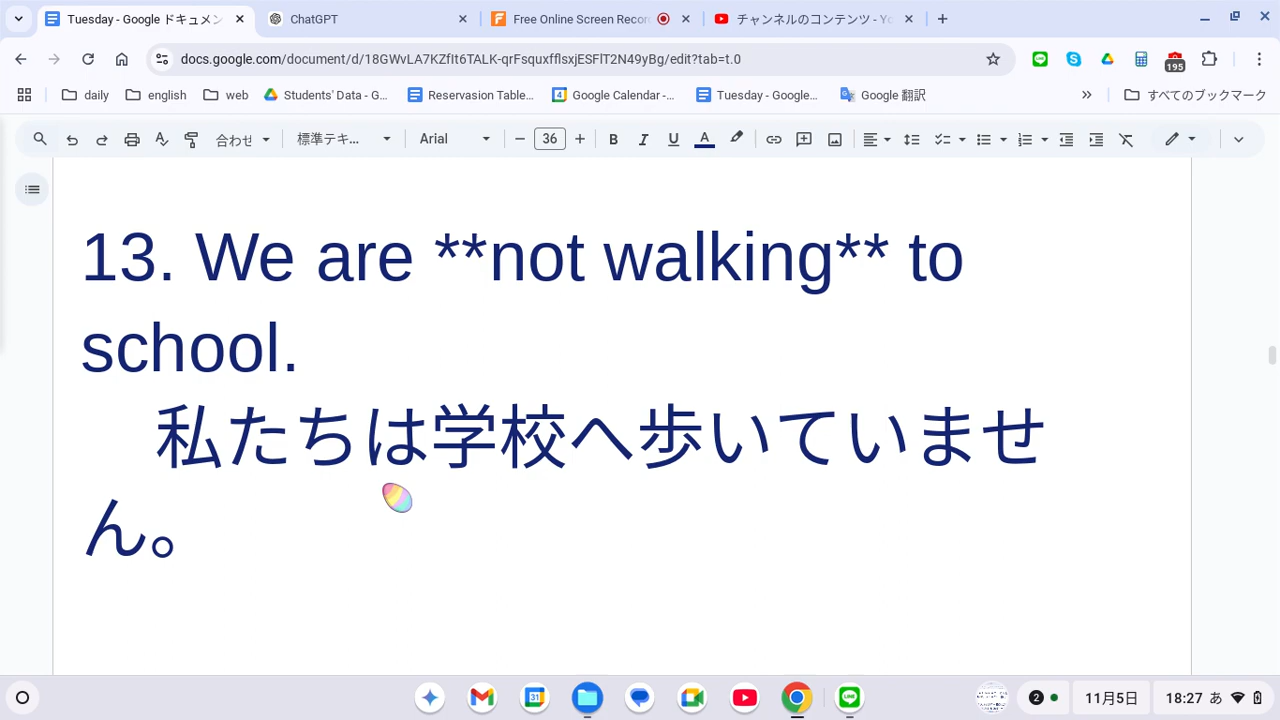 Tuesday - Google ドキュメン
ChatGPT
Free Online Screen Recor
チャンネルのコンテンツ - Yo
docs.google.com/document/d/18GWvLA7KZfIt6TALK-qrFsquxfflsxjESFlT2N49yBg/edit?tab=t.0
195
daily
english
web
Students' Data - G...
Reservasion Table...
Google Calendar -...
Tuesday - Google...
Google 翻訳
すべてのブックマーク
合わせ
標準テキ...
Arial
36
13. We are **not walking** to
school.
私たちは学校へ歩いていませ
ん。
31
2
11月5日
18:27 あ